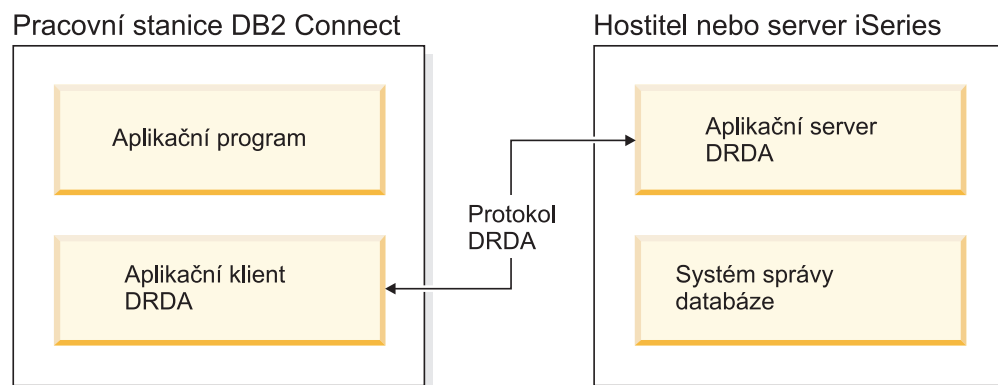 Pracovní stanice DB2 Connect
Aplikační program
Aplikační klient
DRDA
Protokol
DRDA
Hostitel nebo server iSeries
Aplikační server
DRDA
Systém správy
databáze